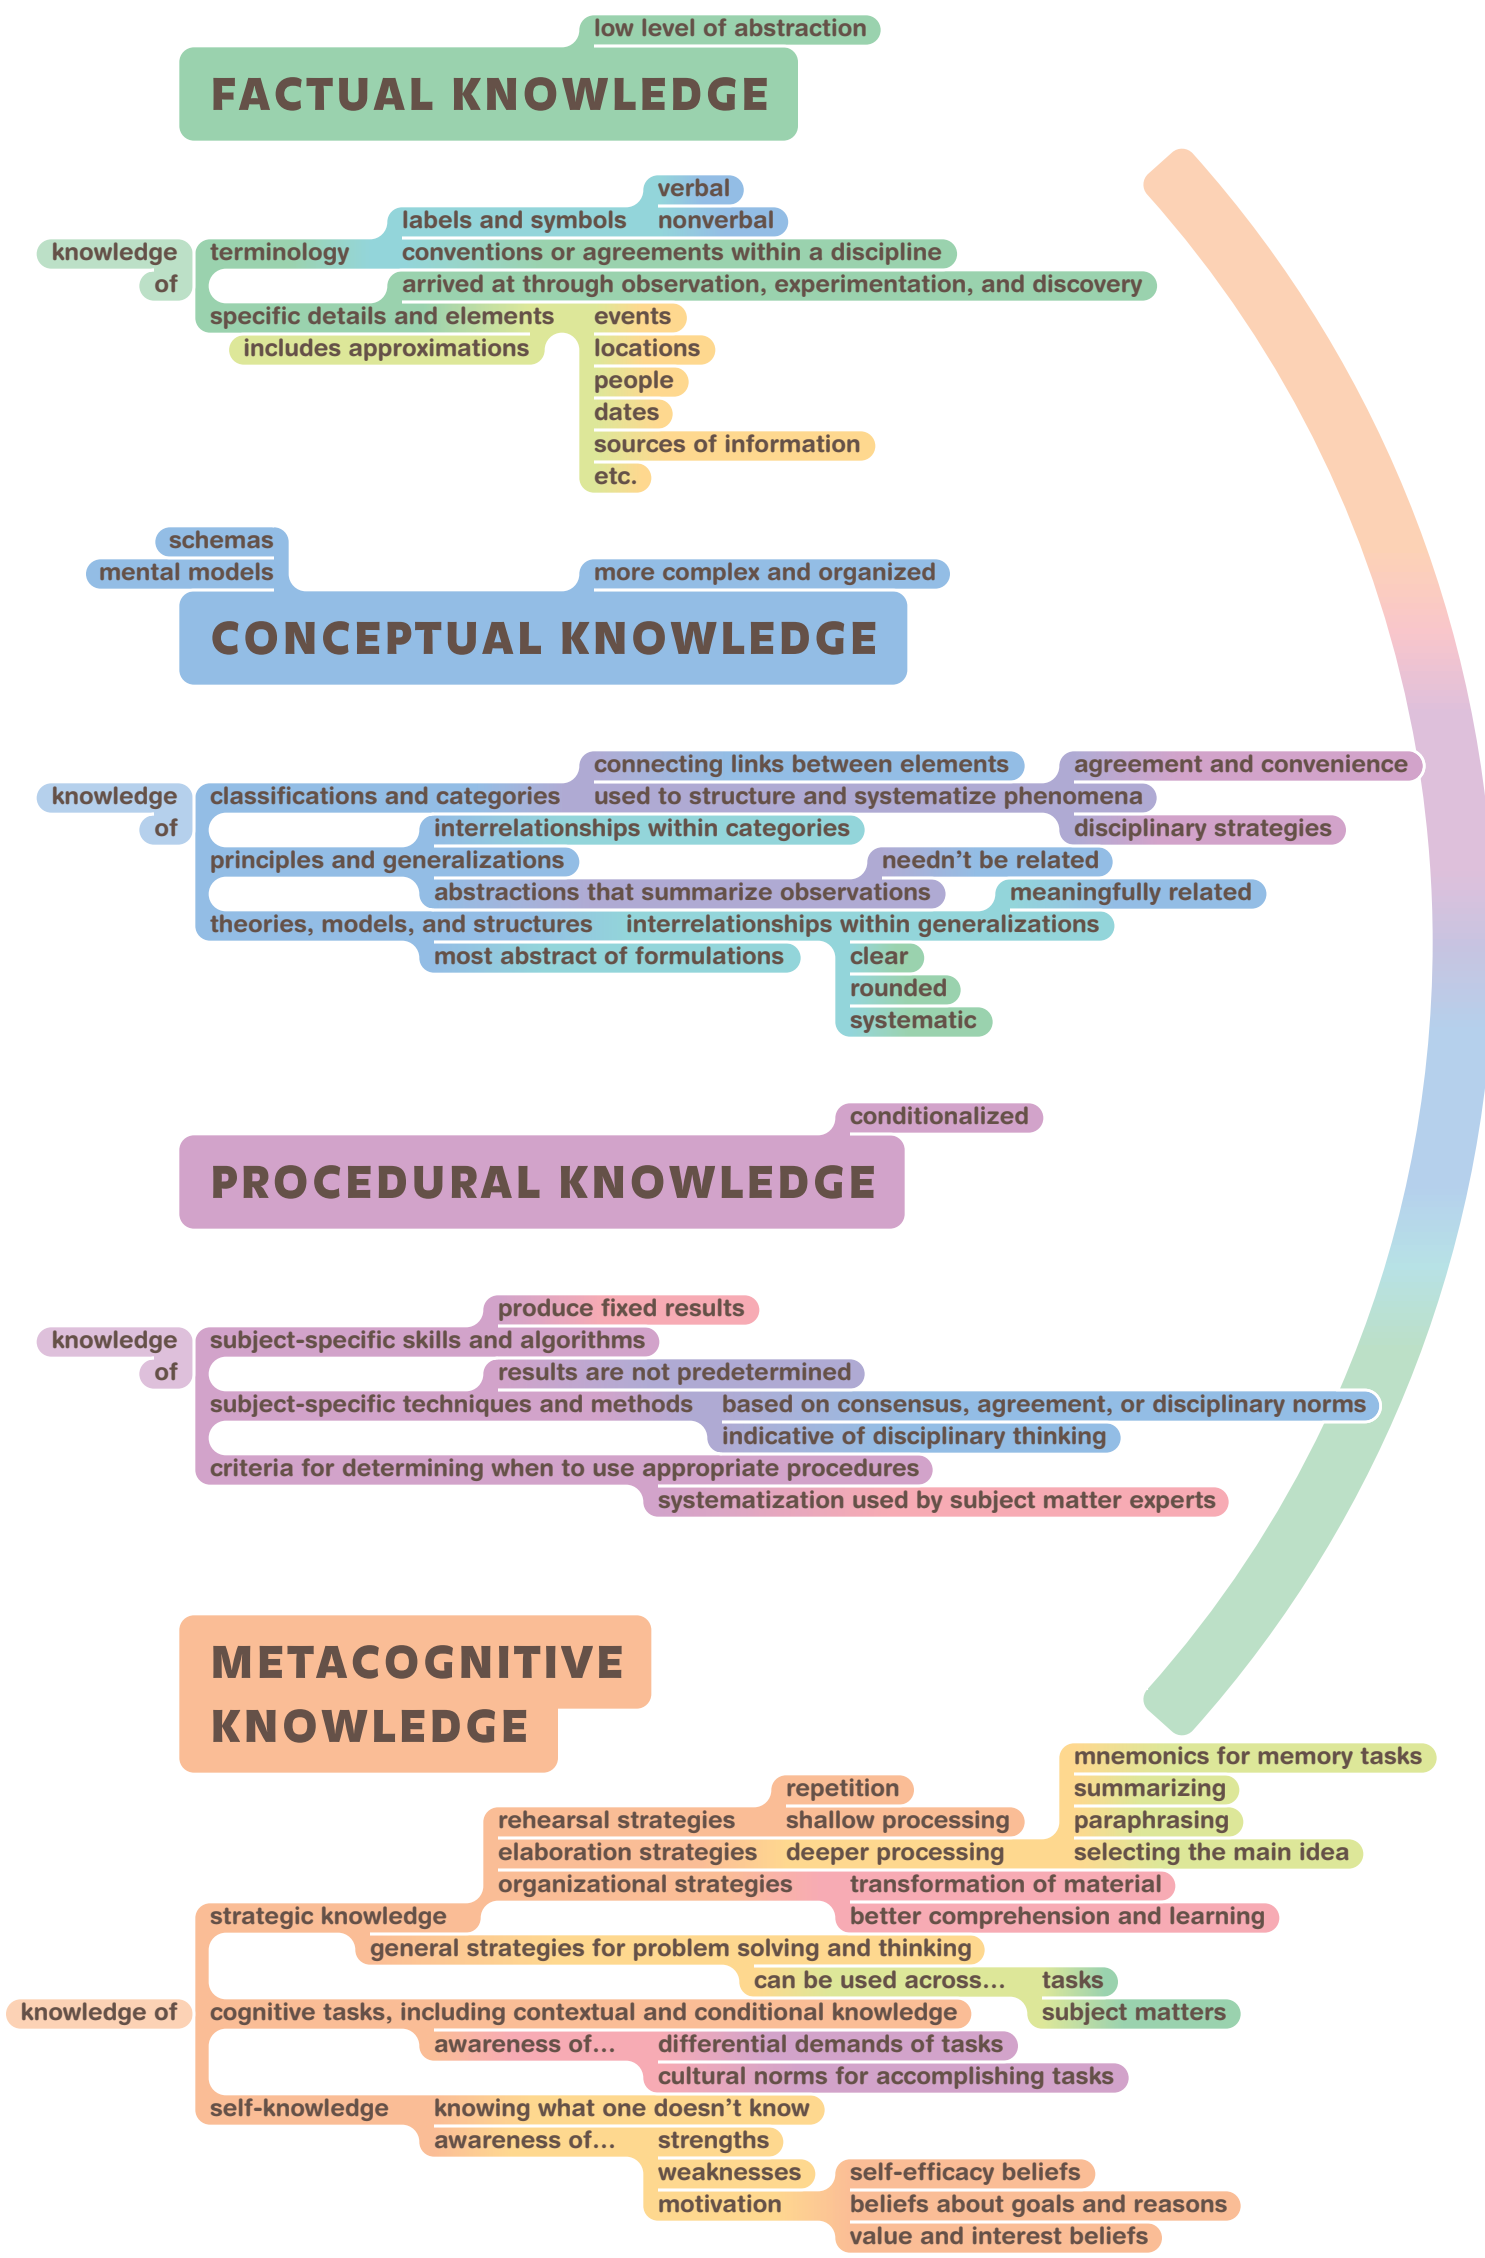 low level of abstraction
FACTUAL KNOWLEDGE
verbal
labels and symbols nonverbal
knowledge terminology conventions or agreements within a discipline
of arrived at through observation, experimentation, and discovery
specific details and elements events
includes approximations locations
people
dates
sources of information
etc.
schemas
mental models more complex and organized
CONCEPTUAL KNOWLEDGE
connecting links between elements agreement and convenience
knowledge classifications and categories used to structure and systematize phenomena
of interrelationships within categories disciplinary strategies
principles and generalizations needn’t be related
abstractions that summarize observations meaningfully related
theories, models, and structures interrelationships within generalizations
most abstract of formulations clear
rounded
systematic
conditionalized
PROCEDURAL KNOWLEDGE
produce fixed results
knowledge subject-specific skills and algorithms
of results are not predetermined
subject-specific techniques and methods based on consensus, agreement, or disciplinary norms
indicative of disciplinary thinking
criteria for determining when to use appropriate procedures
systematization used by subject matter experts
METACOGNITIVE
KNOWLEDGE
mnemonics for memory tasks
repetition summarizing
rehearsal strategies shallow processing paraphrasing
elaboration strategies deeper processing selecting the main idea
organizational strategies transformation of material
strategic knowledge better comprehension and learning
general strategies for problem solving and thinking
can be used across... tasks
knowledge of cognitive tasks, including contextual and conditional knowledge subject matters
awareness of... differential demands of tasks
cultural norms for accomplishing tasks
self-knowledge knowing what one doesn’t know
awareness of... strengths
weaknesses self-efficacy beliefs
motivation beliefs about goals and reasons
value and interest beliefs